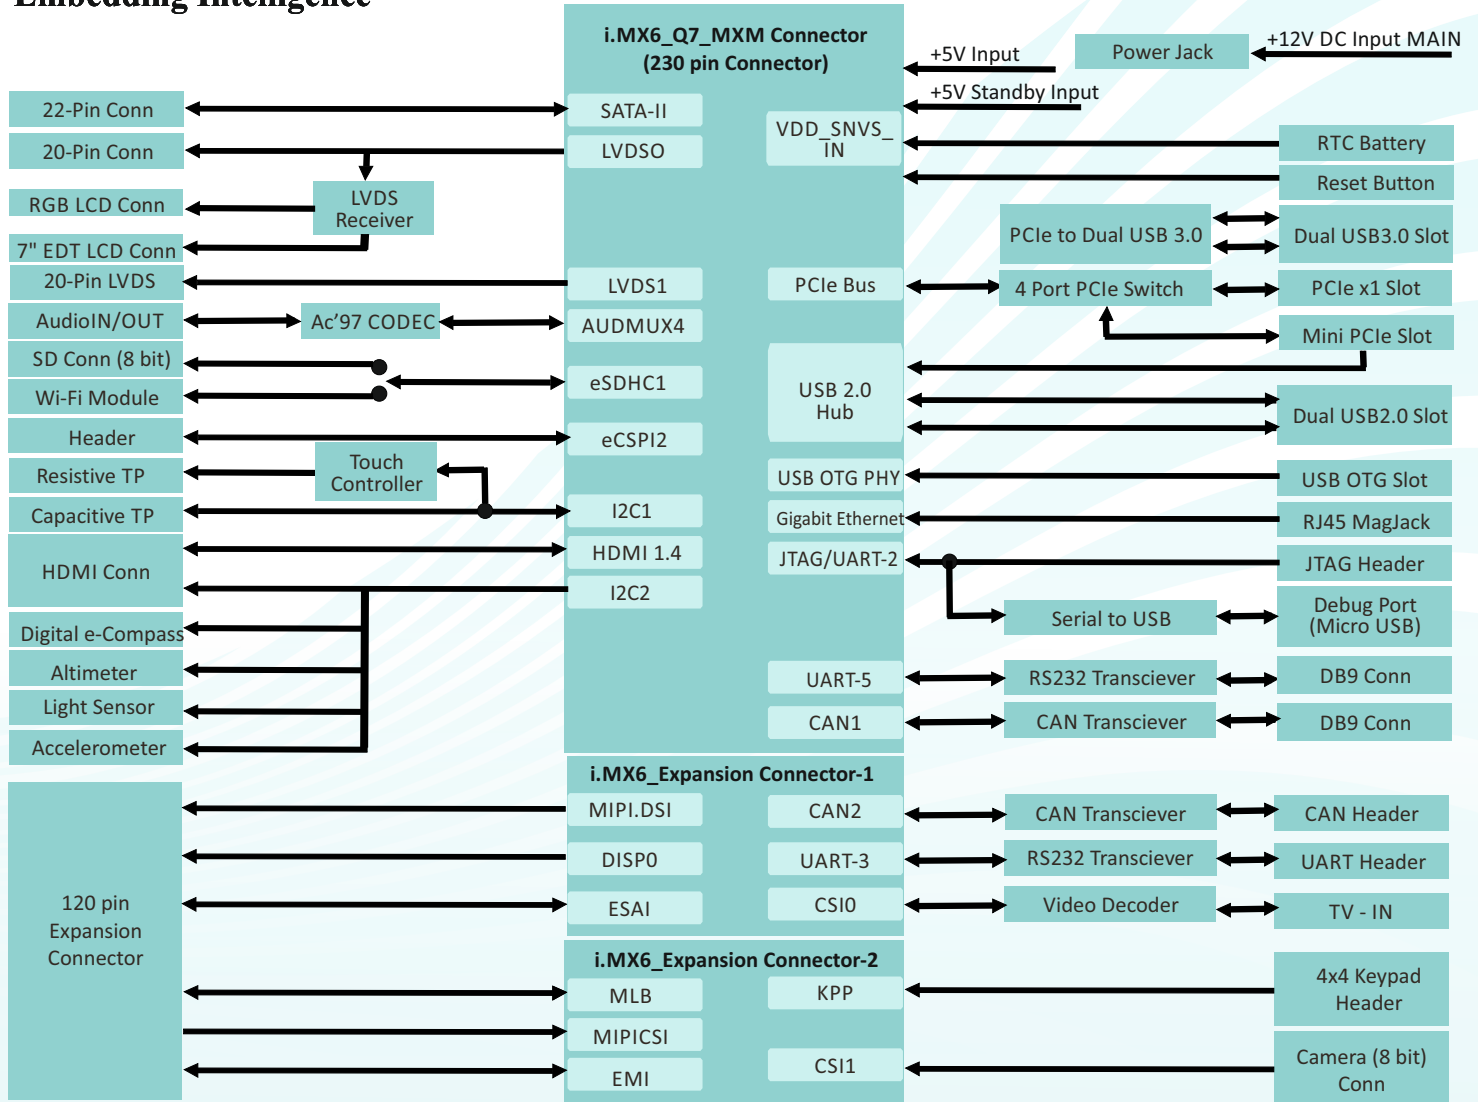 Embedding Intelligence
i.MX6_Q7_MXM Connector
(230 pin Connector)
+5V Input
Power Jack
+12V DC Input MAIN
+5V Standby Input
22-Pin Conn
20-Pin Conn
RGB LCD Conn
7" EDT LCD Conn
20-Pin LVDS
AudioIN/OUT
SD Conn (8 bit)
Wi-Fi Module
Header
Resistive TP
Capacitive TP
HDMI Conn
Digital e-Compass
Altimeter
Light Sensor
Accelerometer
LVDS
Receiver
Ac’97 CODEC
Touch
Controller
SATA-II
LVDSO
LVDS1
AUDMUX4
eSDHC1
eCSPI2
I2C1
HDMI 1.4
I2C2
VDD_SNVS_
IN
PCIe Bus
USB 2.0
Hub
USB OTG PHY
Gigabit Ethernet
JTAG/UART-2
UART-5
CAN1
PCIe to Dual USB 3.0
4 Port PCIe Switch
Serial to USB
RS232 Transciever
CAN Transciever
RTC Battery
Reset Button
Dual USB3.0 Slot
PCIe x1 Slot
Mini PCIe Slot
Dual USB2.0 Slot
USB OTG Slot
RJ45 MagJack
JTAG Header
Debug Port
(Micro USB)
DB9 Conn
DB9 Conn
i.MX6_Expansion Connector-1
MIPI.DSI
DISP0
ESAI
CAN2
UART-3
CSI0
CAN Transciever
RS232 Transciever
Video Decoder
CAN Header
UART Header
TV - IN
120 pin
Expansion
Connector
i.MX6_Expansion Connector-2
MLB
MIPICSI
EMI
KPP
CSI1
4x4 Keypad
Header
Camera (8 bit)
Conn